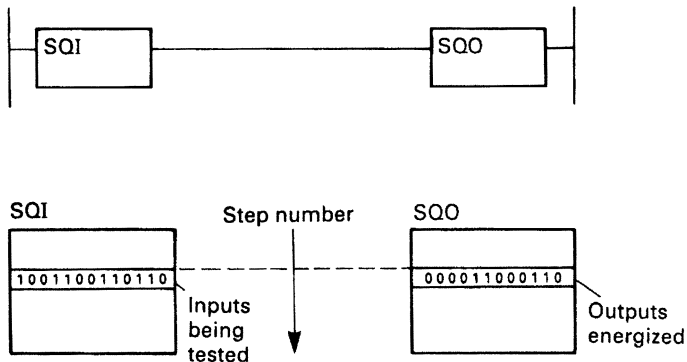 SQI
SQO
SQI
Step number
SQO
1001100110110
000011000110
Inputs
being
tested
Outputs
energized